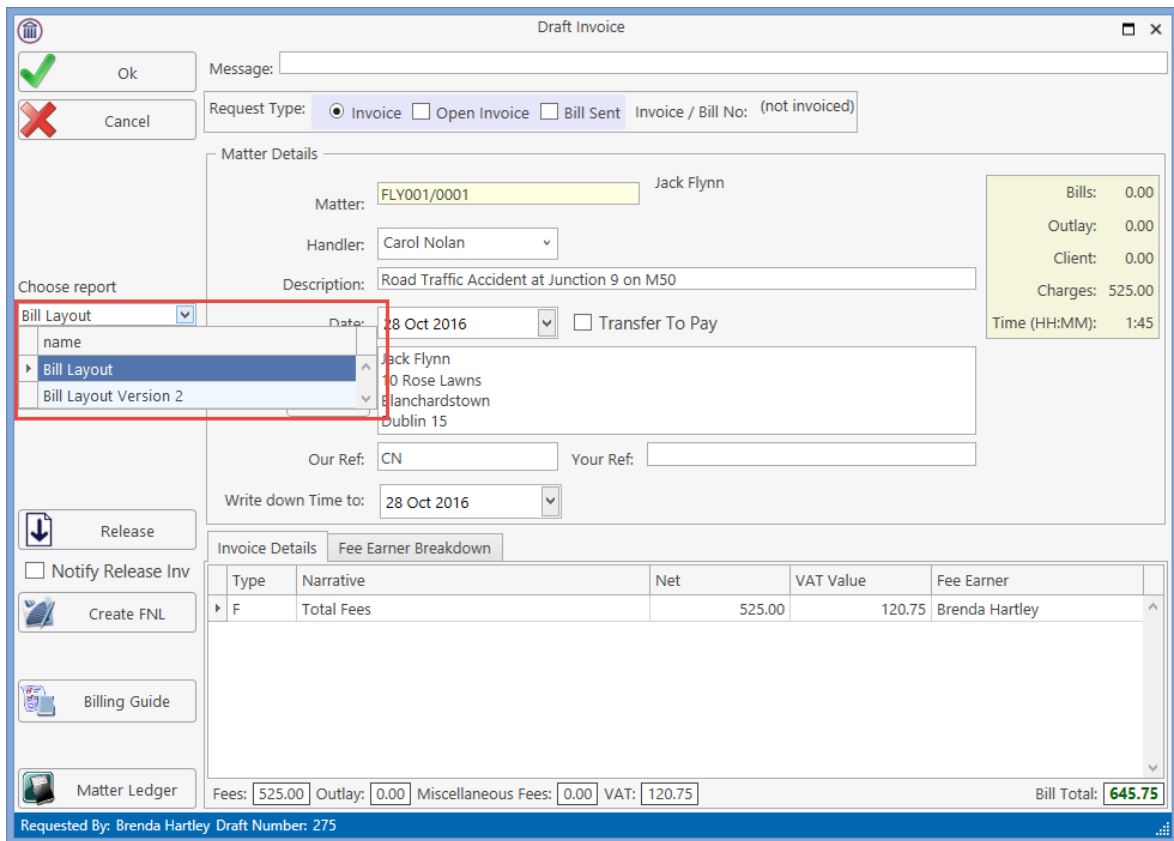 Draft Invoice
Ok
Message:
Cancel
Request Type: Invoice Open Invoice Bill Sent Invoice / Bill No: (not invoiced)
Matter Details
Matter: FLY001/0001 Jack Flynn
Bills: 0.00
Outlay: 0.00
Client: 0.00
Charges: 525.00
Time (HH:MM): 1:45
Handler: Carol Nolan
Description: Road Traffic Accident at Junction 9 on M50
Choose report
Bill Layout
name
Bill Layout
Bill Layout Version 2
Date: 28 Oct 2016 Transfer To Pay
Jack Flynn
10 Rose Lawns
Blanchardstown
Dublin 15
Our Ref: CN Your Ref:
Write down Time to: 28 Oct 2016
Release
Notify Release Inv
Create FNL
Billing Guide
Matter Ledger
Invoice Details Fee Earner Breakdown
Type Narrative Net VAT Value Fee Earner
F Total Fees 525.00 120.75 Brenda Hartley
Fees: 525.00 Outlay: 0.00 Miscellaneous Fees: 0.00 VAT: 120.75 Bill Total: 645.75
Requested By: Brenda Hartley Draft Number: 275